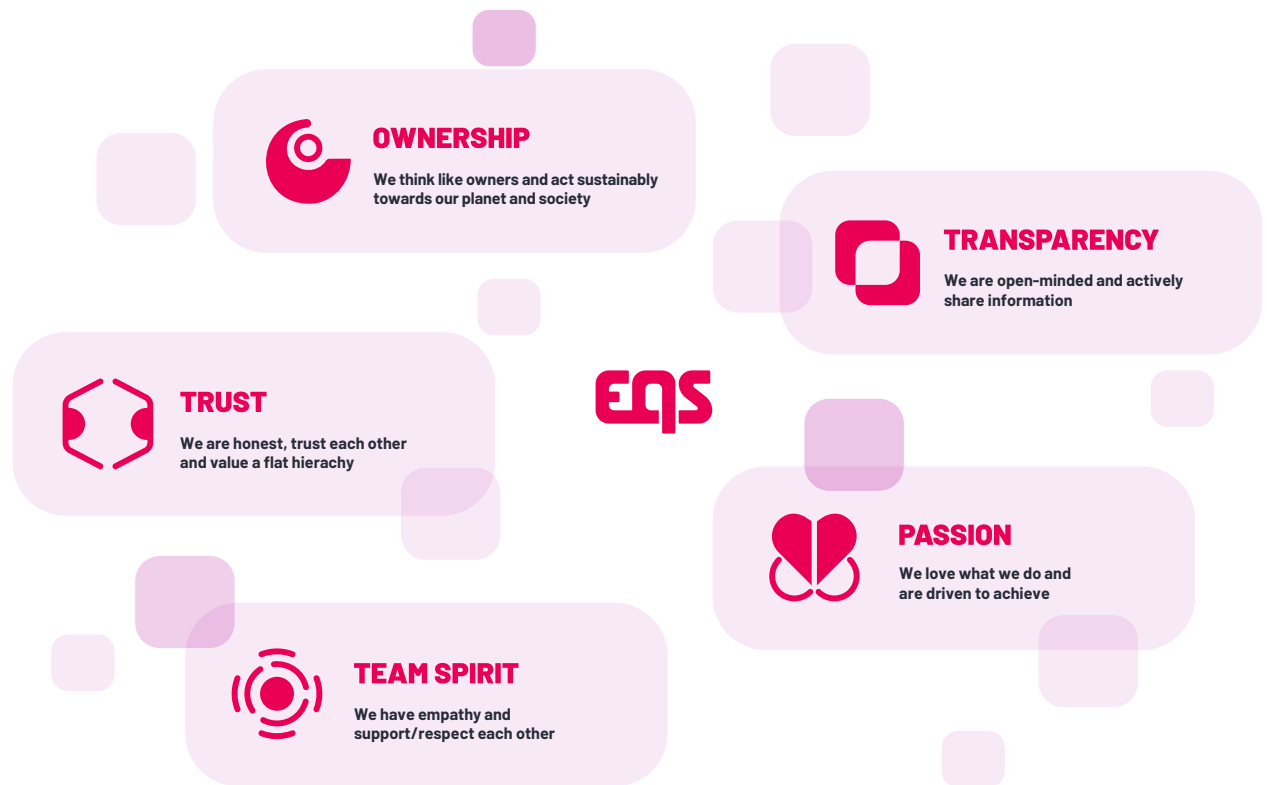 OWNERSHIP
We think like owners and act sustainably
towards our planet and society
TRANSPARENCY
We are open-minded and actively
share information
TRUST
We are honest, trust each other
and value a flat hierachy
EQS
PASSION
We love what we do and
are driven to achieve
TEAM SPIRIT
We have empathy and
support/respect each other